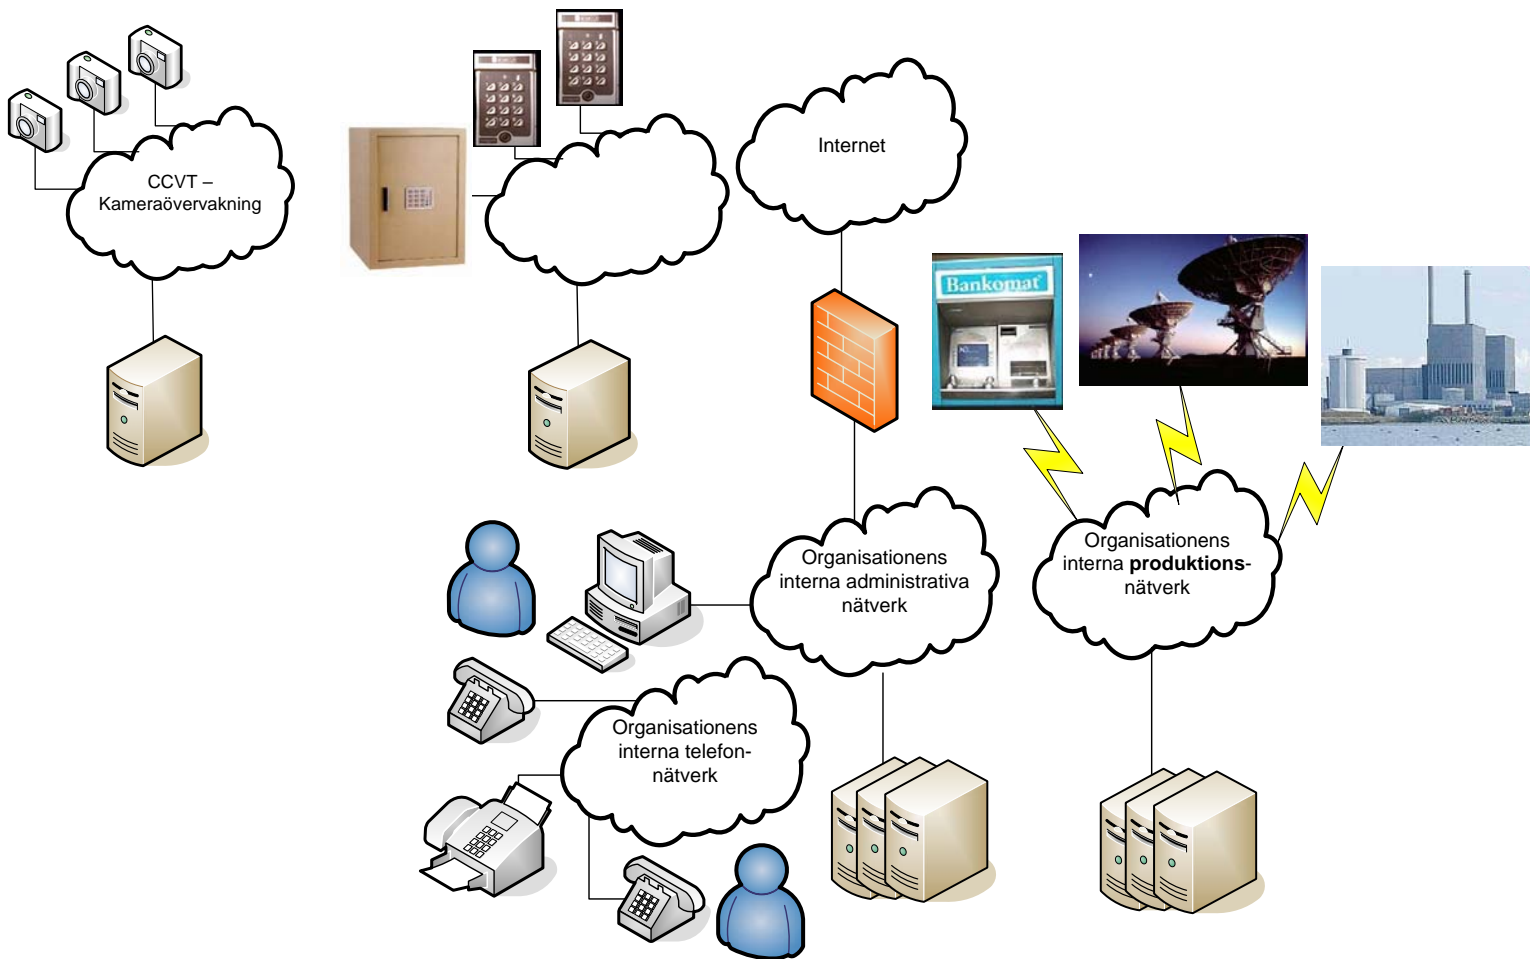 CCVT –
Kameraövervakning
Internet
Bankomat
Organisationens
interna administrativa
nätverk
Organisationens
interna produktions-
nätverk
Organisationens
interna telefon-
nätverk